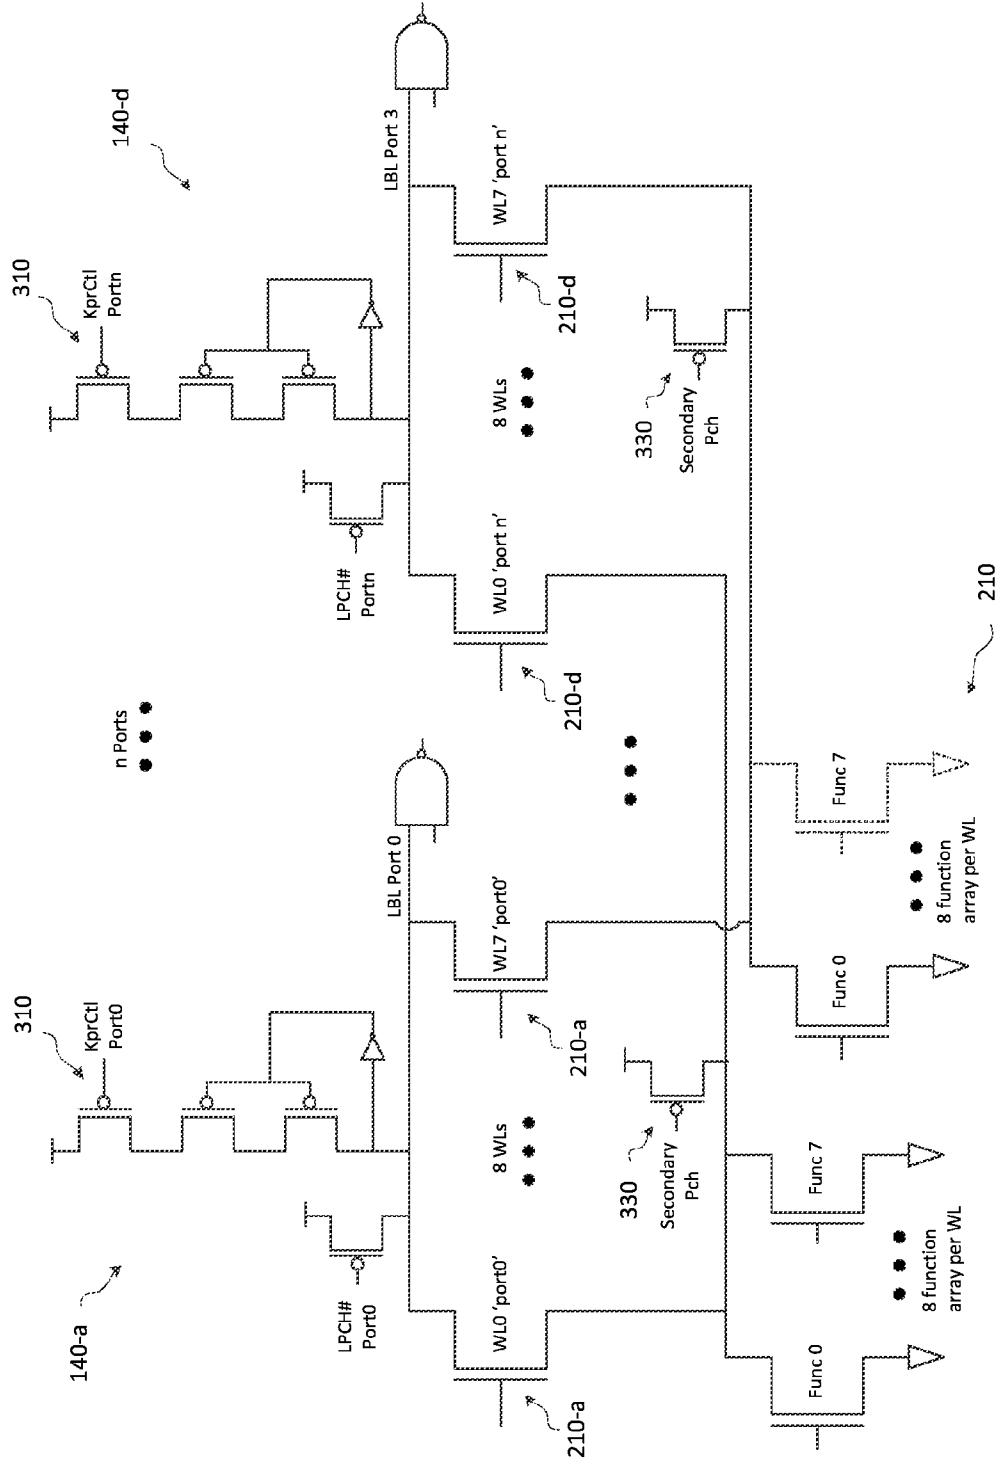 140-a
140-d
310
KprCtl
Port0
n Ports
310
KprCtl
Portn
LPCH#
Port0
LBL Port 0
LPCH#
Portn
LBL Port 3
WL0 'port0'
8 WLs
WL7 'port0'
WL0 'port n'
8 WLs
WL7 'port n'
210-a
210-a
210-d
210-d
330
Secondary
Pch
330
Secondary
Pch
Func 0
Func 7
Func 0
Func 7
8 function
array per WL
8 function
array per WL
210